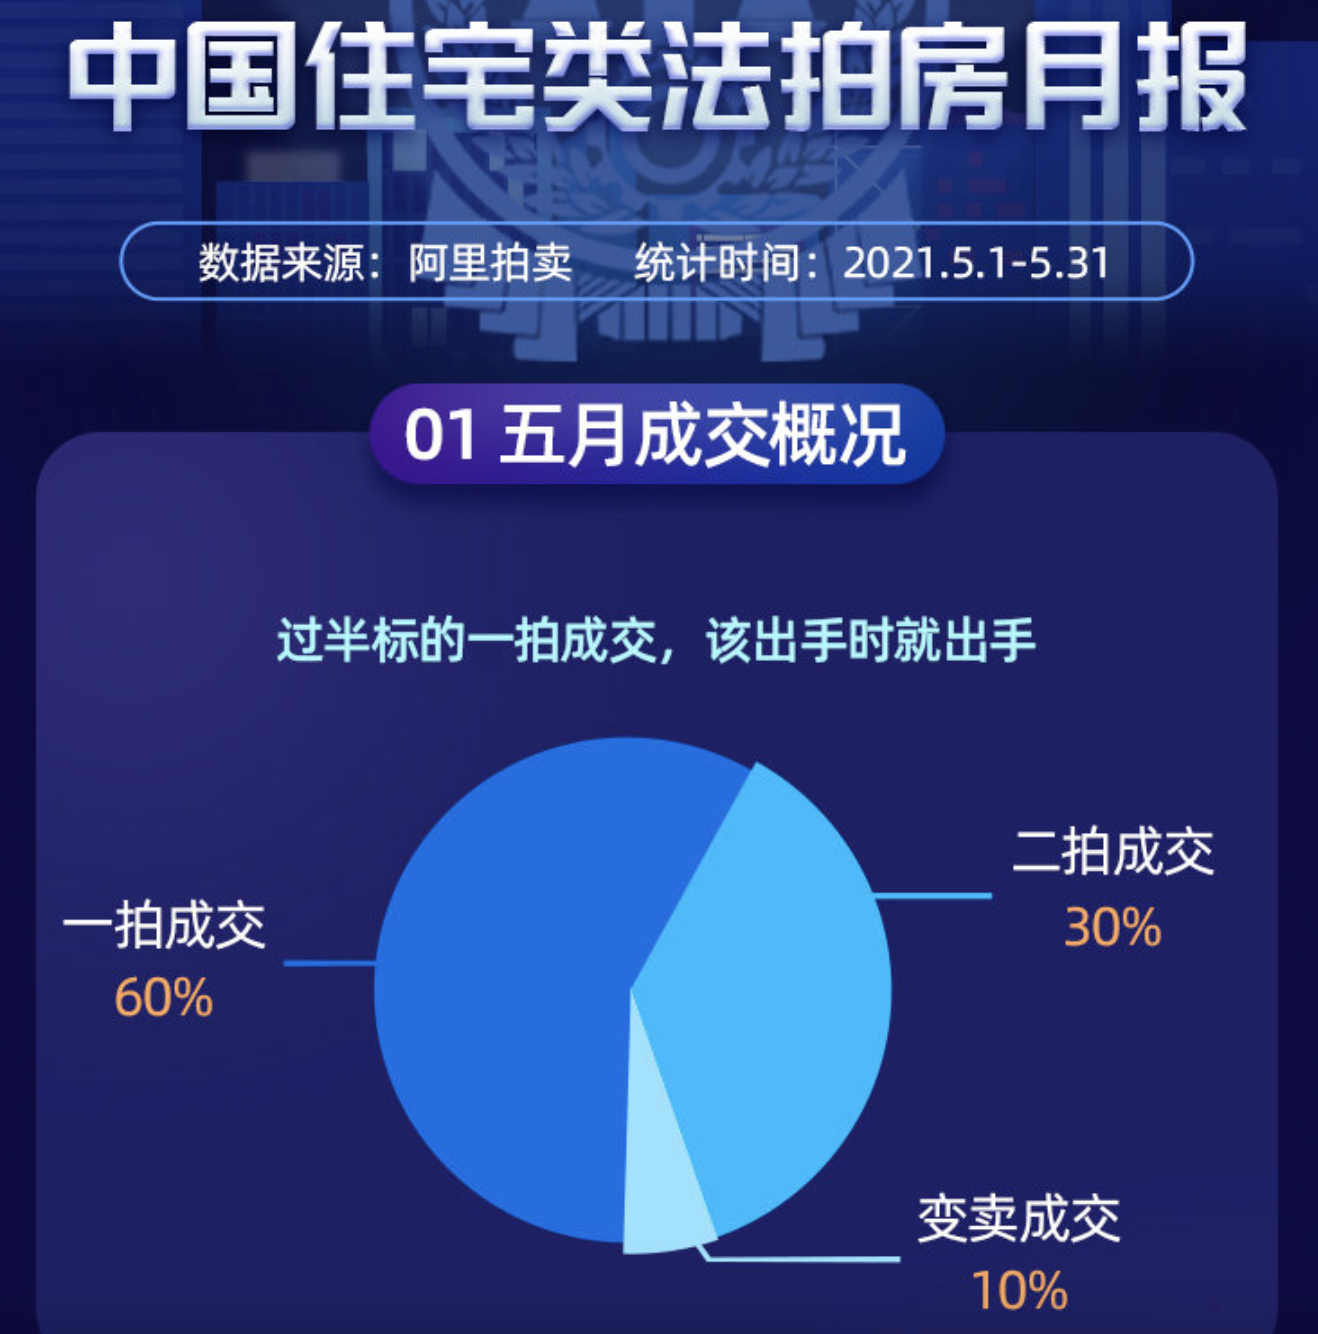 中国住宅类法拍房月报
数据来源：阿里拍卖 统计时间：2021.5.1-5.31
01 五月成交概况
过半标的一拍成交，该出手时就出手
二拍成交
30%
一拍成交
60%
变卖成交
10%